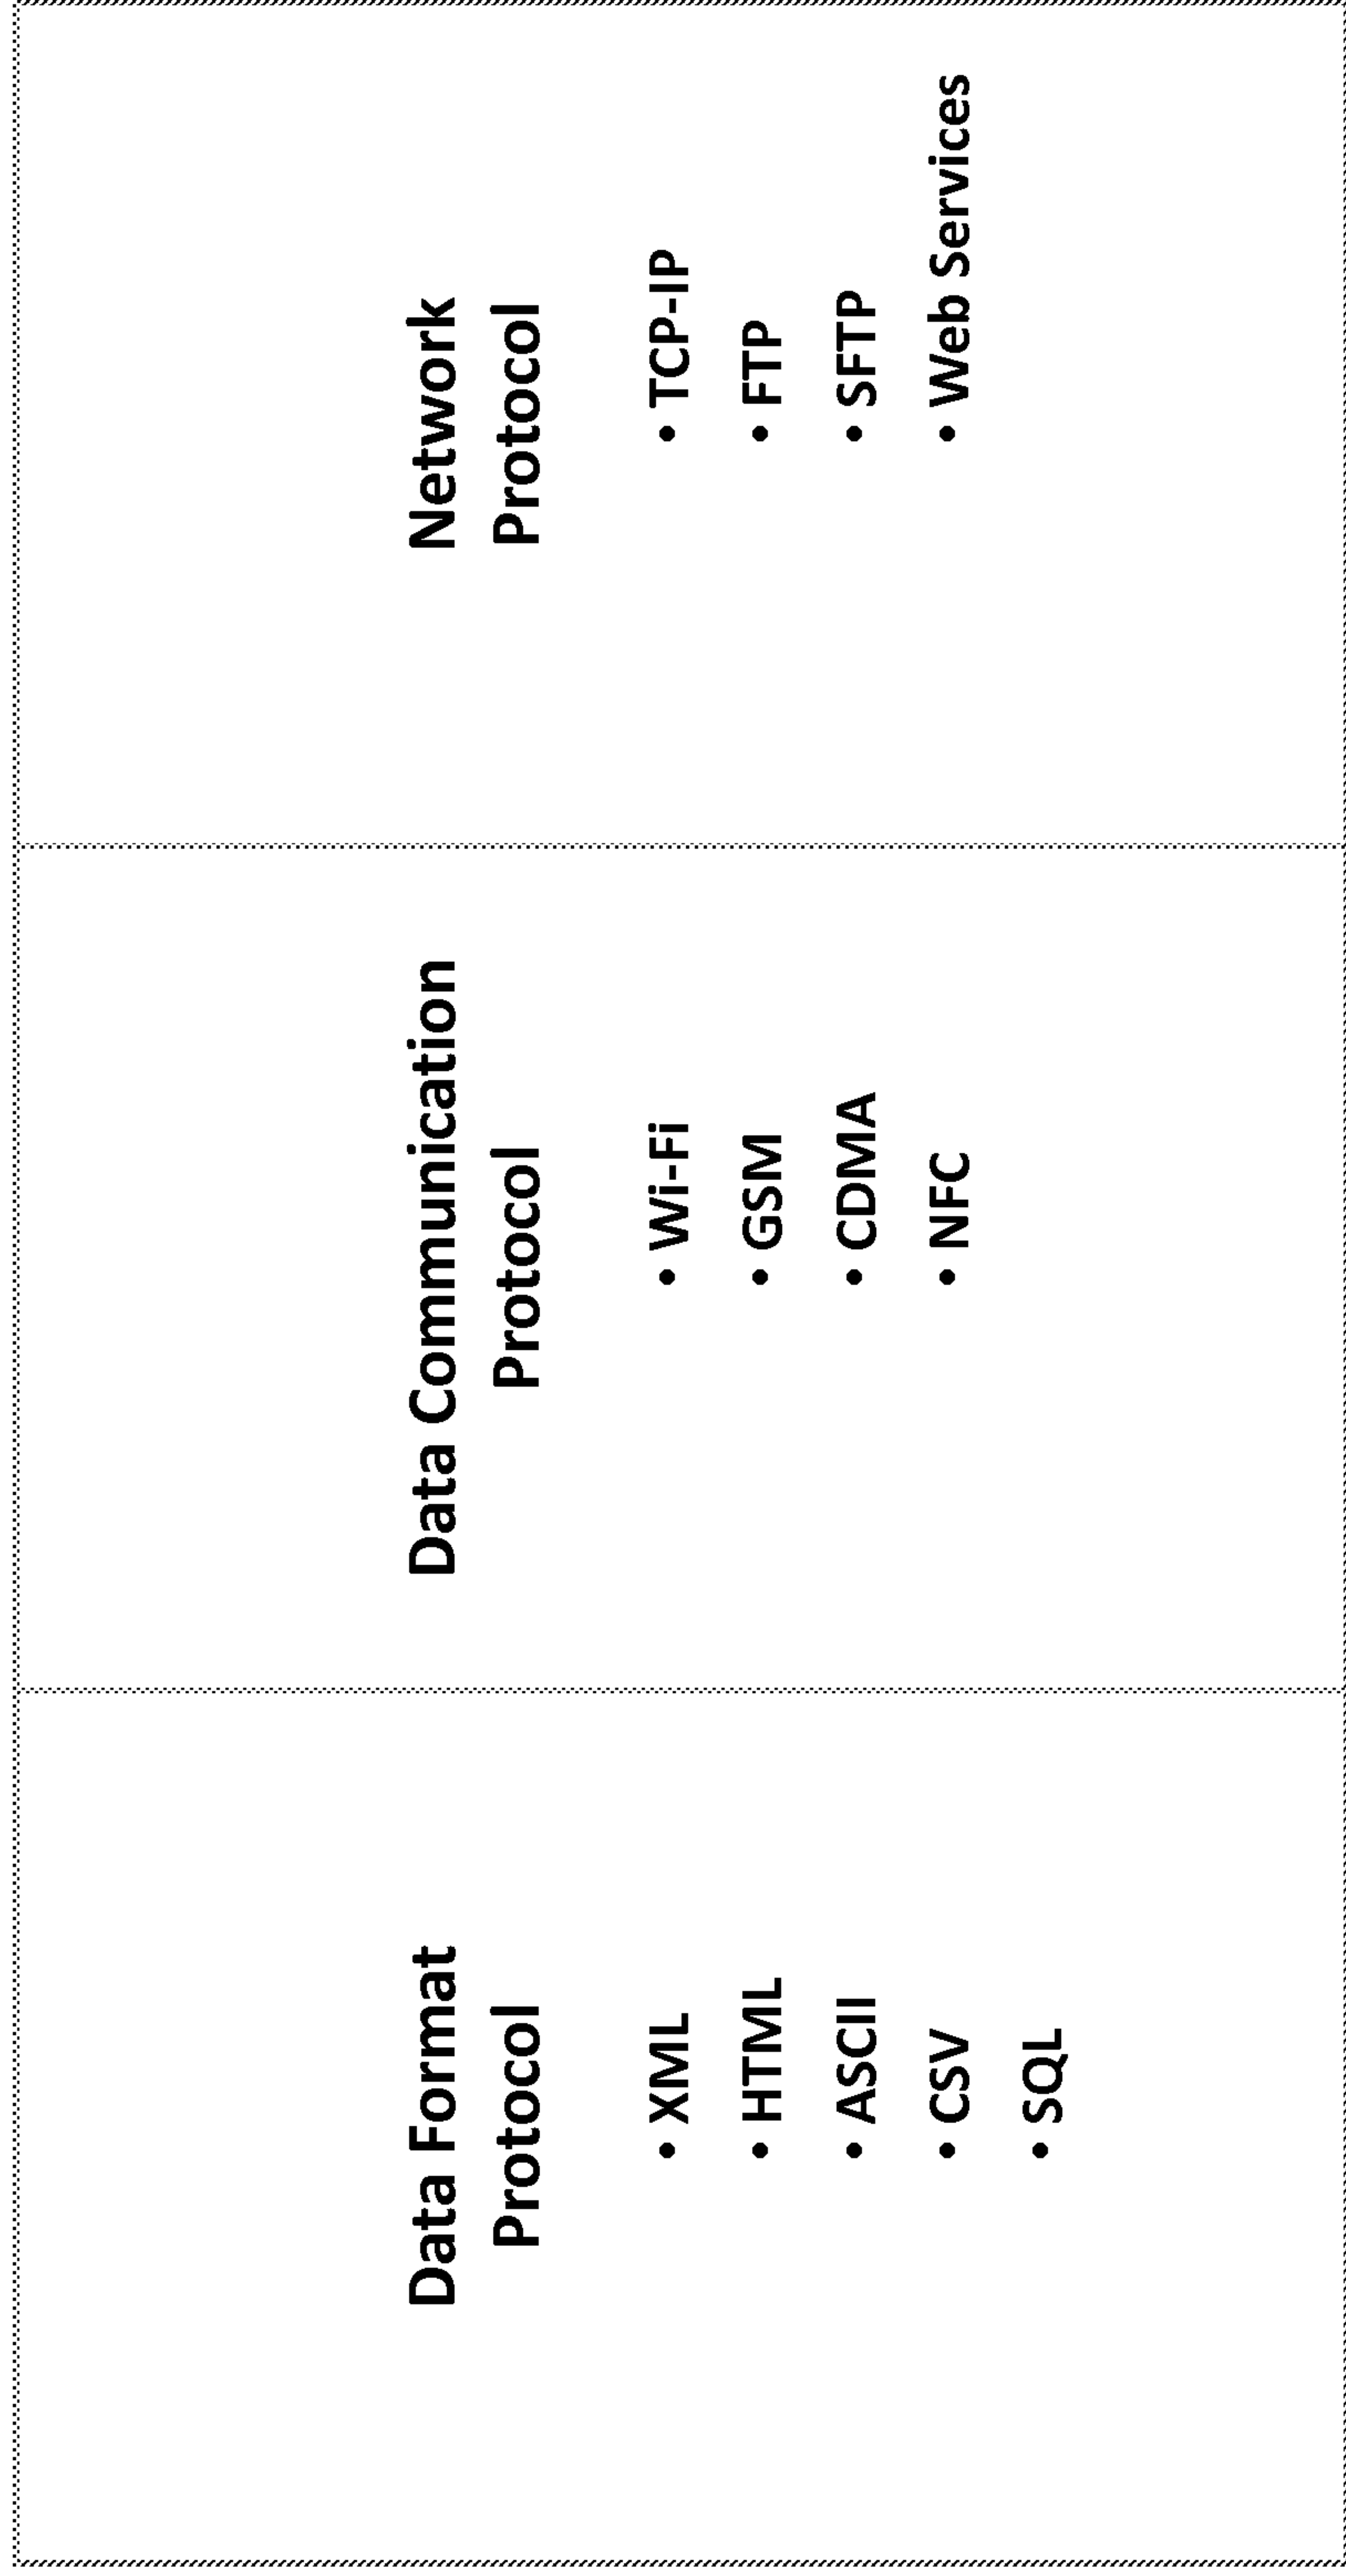 Data Format
Protocol
• XML
• HTML
• ASCII
• CSV
• SQL
Data Communication
Protocol
• Wi-Fi
• GSM
• CDMA
• NFC
Network
Protocol
• TCP-IP
• FTP
• SFTP
• Web Services